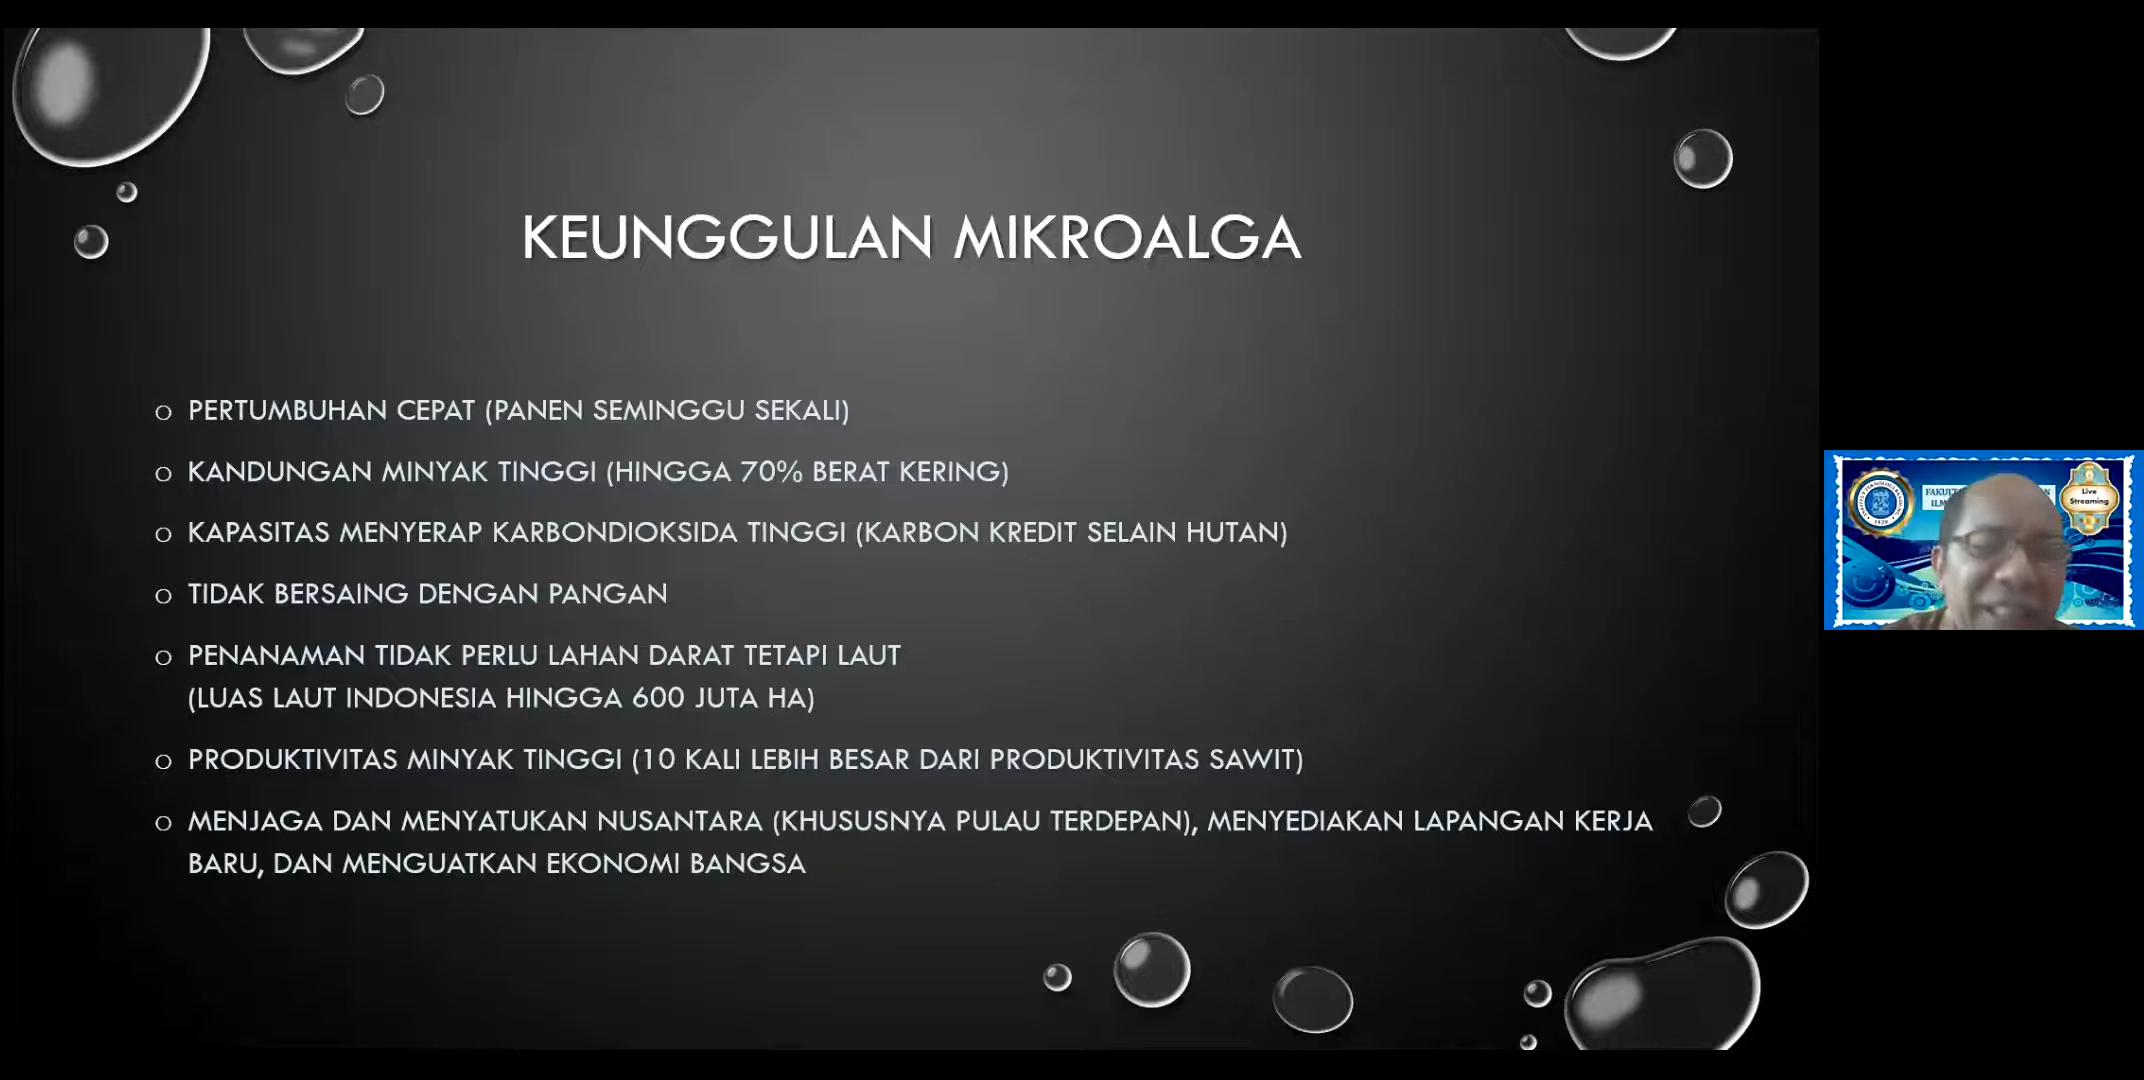 KEUNGGULAN MIKROALGA
o PERTUMBUHAN CEPAT (PANEN SEMINGGU SEKALI)
o KANDUNGAN MINYAK TINGGI (HINGGA 70% BERAT KERING)
o KAPASITAS MENYERAP KARBONDIOKSIDA TINGGI (KARBON KREDIT SELAIN HUTAN)
o TIDAK BERSAING DENGAN PANGAN
o PENANAMAN TIDAK PERLU LAHAN DARAT TETAPI LAUT
(LUAS LAUT INDONESIA HINGGA 600 JUTA HA)
o PRODUKTIVITAS MINYAK TINGGI (10 KALI LEBIH BESAR DARI PRODUKTIVITAS SAWIT)
o MENJAGA DAN MENYATUKAN NUSANTARA (KHUSUSNYA PULAU TERDEPAN), MENYEDIAKAN LAPANGAN KERJA
BARU, DAN MENGUATKAN EKONOMI BANGSA
Live
Streaming
1920